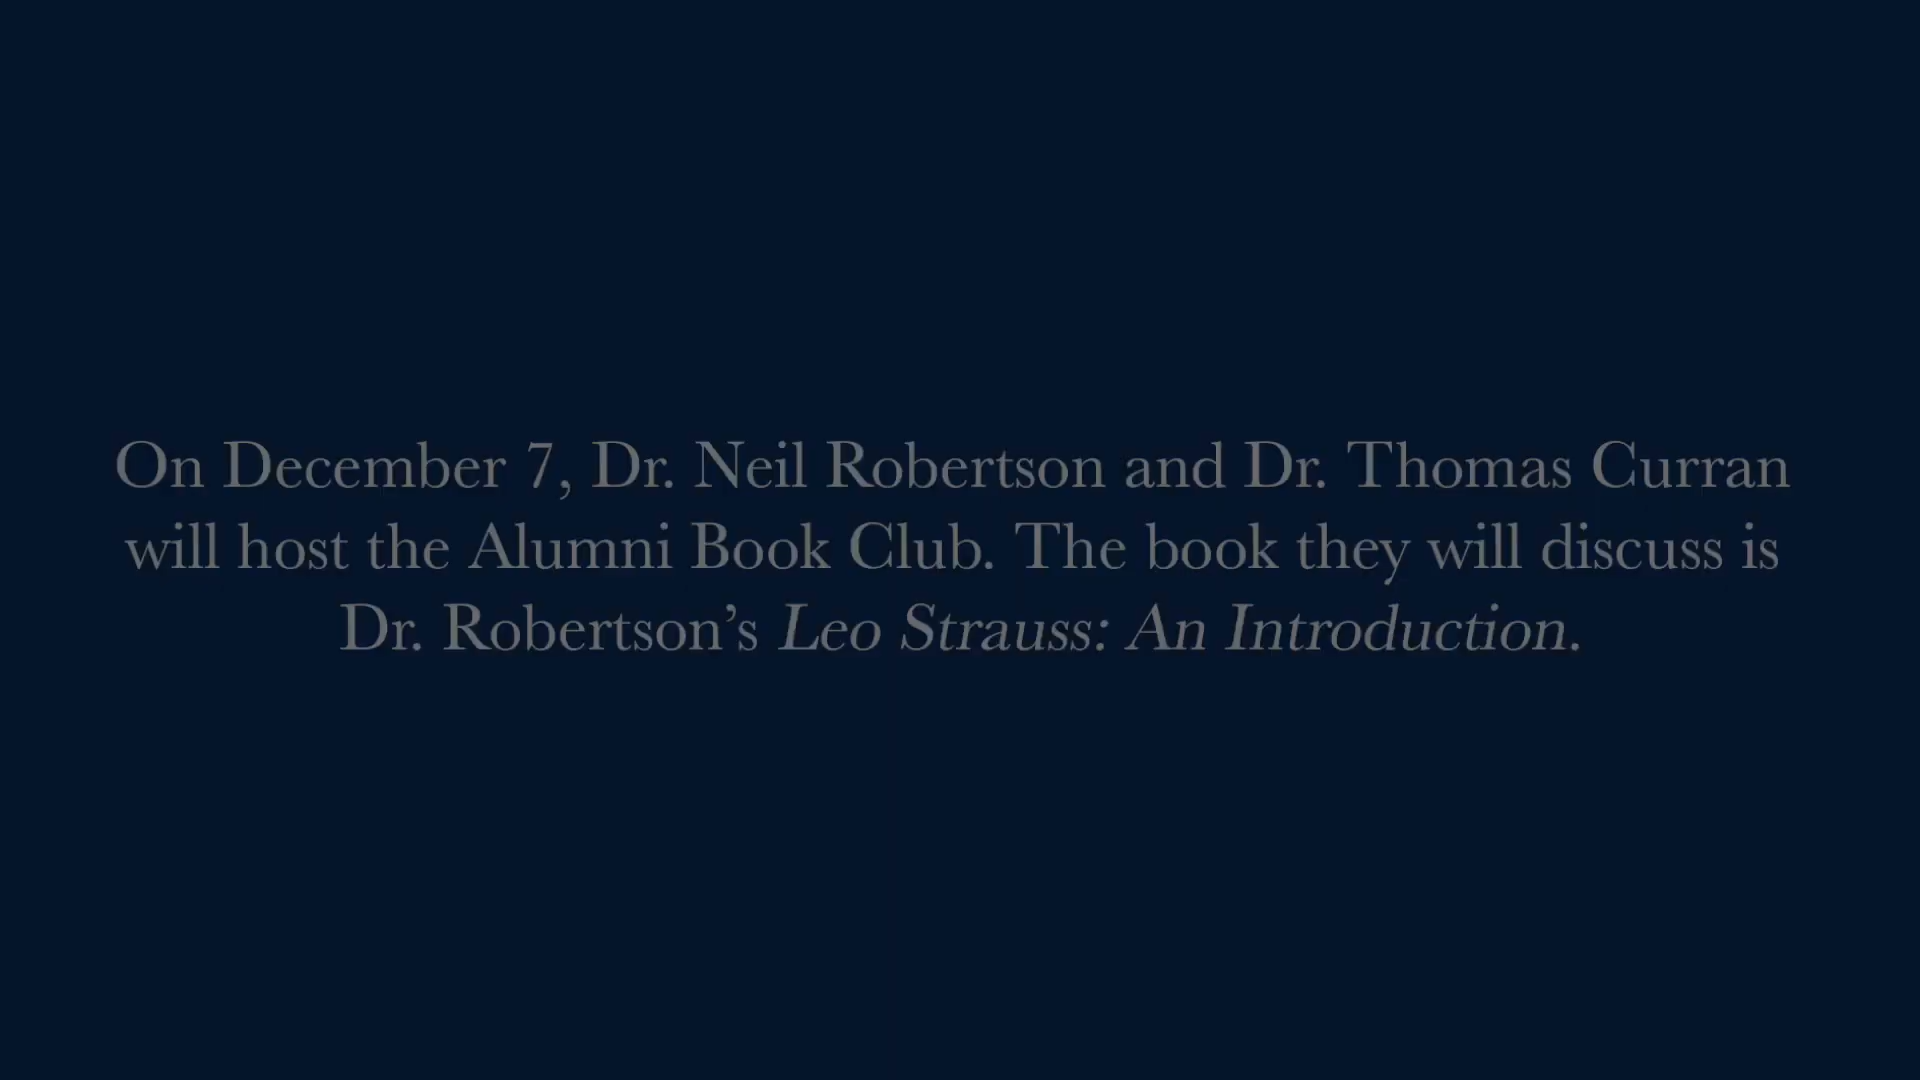 On December 7, Dr. Neil Robertson and Dr. Thomas Curran
will host the Alumni Book Club. The book they will discuss is
Dr. Robertson’s Leo Strauss: An Introduction.